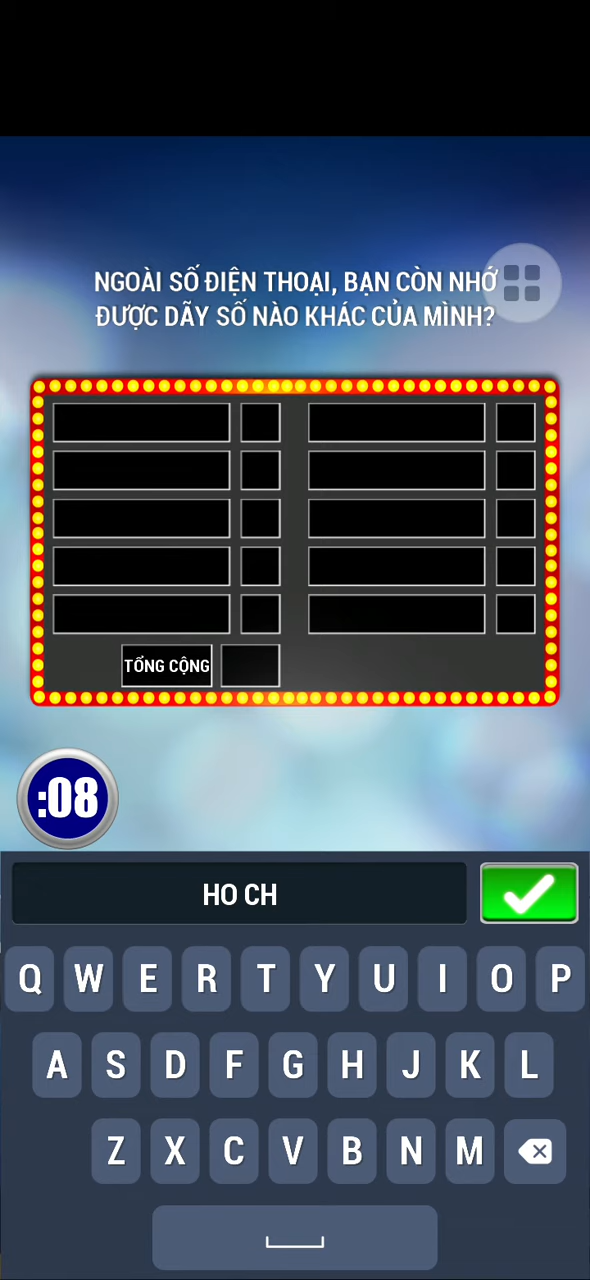 NGOÀI SỐ ĐIỆN THOẠI, BẠN CÒN NHỚ
ĐƯỢC DÃY SỐ NÀO KHÁC CỦA MÌNH?
TỔNG CỘNG
:08
HO CH
Q W E R T Y U I O P
A S D F G H J K L
Z X C V B N M